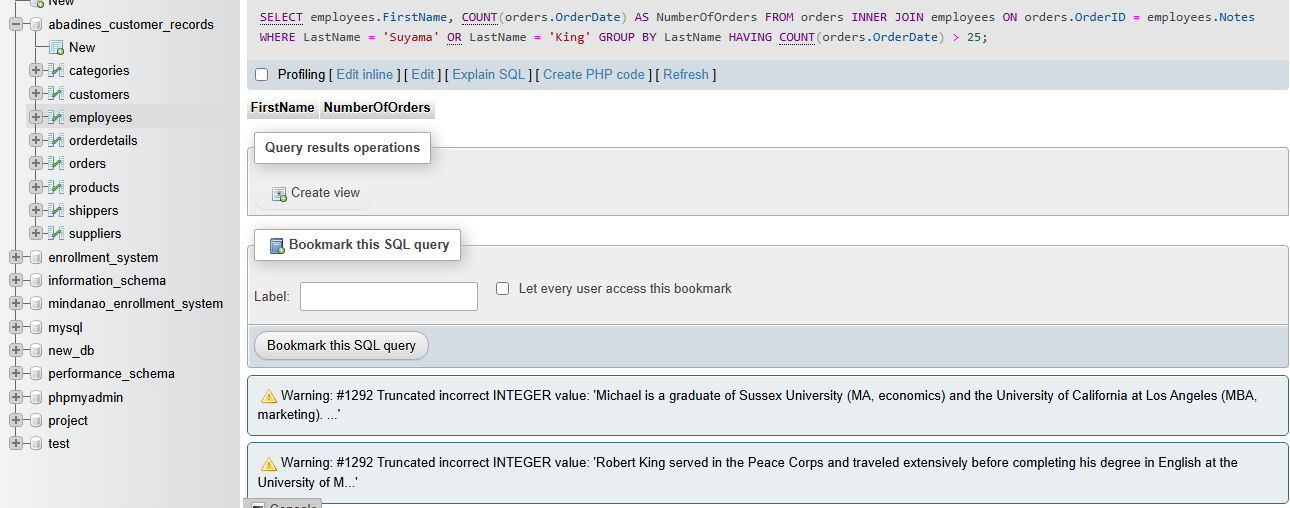 New
abadines_customer_records
New
categories
customers
employees
orderdetails
orders
products
shippers
suppliers
enrollment_system
information_schema
mindanao_enrollment_system
mysql
new_db
performance_schema
phpmyadmin
project
test
SELECT employees.FirstName, COUNT(orders.OrderDate) AS NumberOfOrders FROM orders INNER JOIN employees ON orders.OrderID = employees.Notes
WHERE LastName = 'Suyama' OR LastName = 'King' GROUP BY LastName HAVING COUNT(orders.OrderDate) > 25;
Profiling [ Edit inline ] [ Edit ] [ Explain SQL ] [ Create PHP code ] [ Refresh ]
FirstName NumberOfOrders
Query results operations
Create view
Bookmark this SQL query
Label: Let every user access this bookmark
Bookmark this SQL query
Warning: #1292 Truncated incorrect INTEGER value: 'Michael is a graduate of Sussex University (MA, economics) and the University of California at Los Angeles (MBA,
marketing). ...'
Warning: #1292 Truncated incorrect INTEGER value: 'Robert King served in the Peace Corps and traveled extensively before completing his degree in English at the
University of M...'
Console